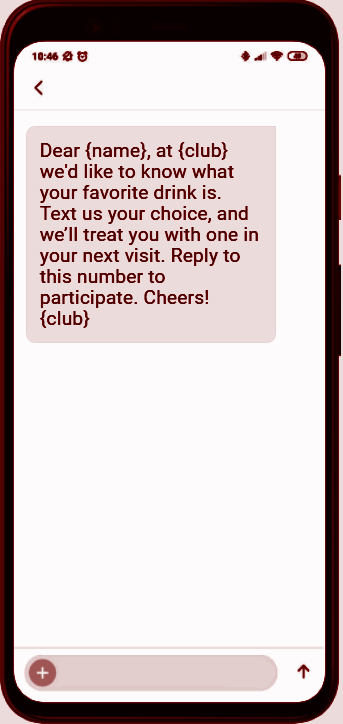 10:46
Dear {name}, at {club}
we'd like to know what
your favorite drink is.
Text us your choice, and
we’ll treat you with one in
your next visit. Reply to
this number to
participate. Cheers!
{club}